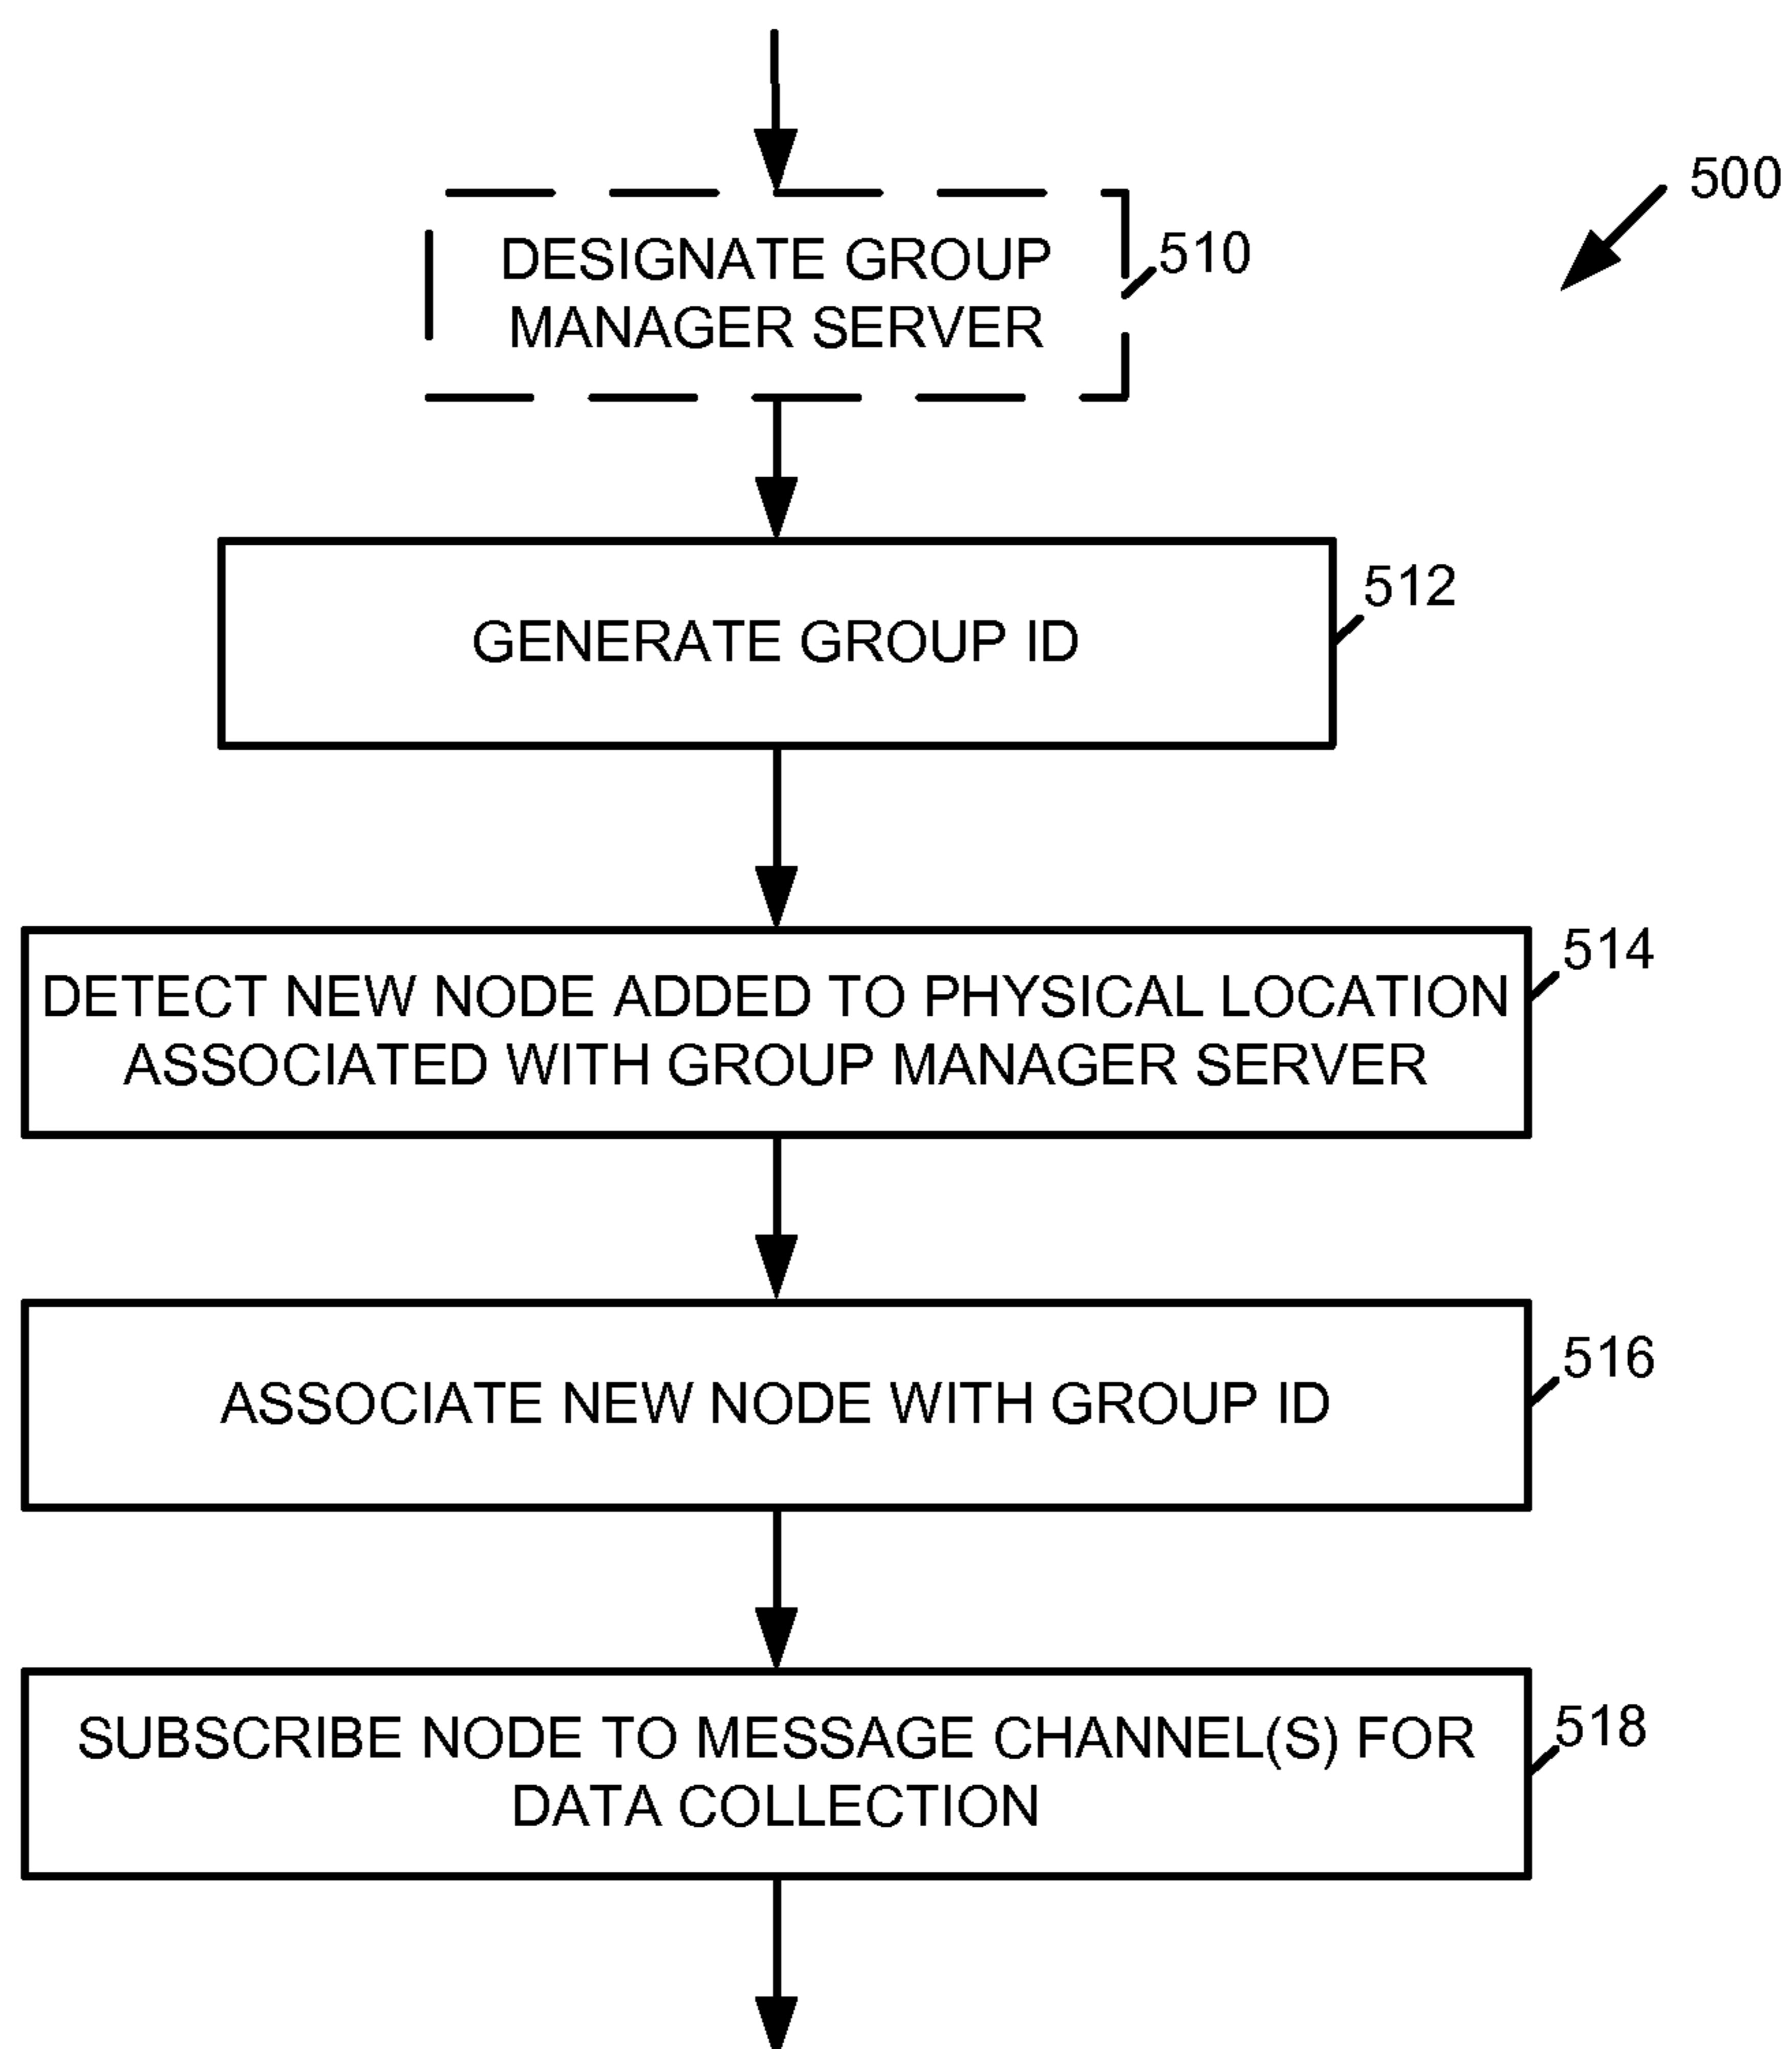 500
DESIGNATE GROUP
MANAGER SERVER
510
GENERATE GROUP ID
512
DETECT NEW NODE ADDED TO PHYSICAL LOCATION
ASSOCIATED WITH GROUP MANAGER SERVER
514
ASSOCIATE NEW NODE WITH GROUP ID
516
SUBSCRIBE NODE TO MESSAGE CHANNEL(S) FOR
DATA COLLECTION
518